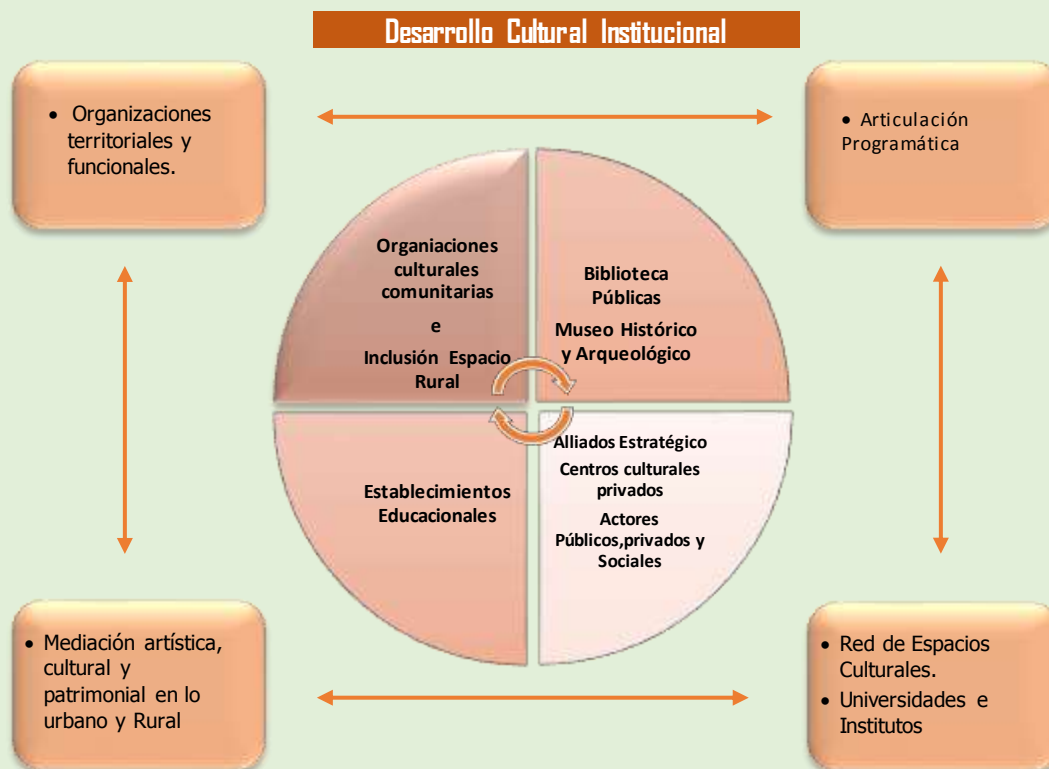 Desarrollo Cultural Institucional
• Organizaciones
territoriales y
funcionales.
• Articulación
Programática
Organiaciones
culturales
comunitarias
e
Inclusión Espacio
Rural
Biblioteca
Públicas
Museo Histórico
y Arqueológico
Establecimientos
Educacionales
Alliados Estratégico
Centros culturales
privados
Actores
Públicos,privados y
Sociales
• Mediación artística,
cultural y
patrimonial en lo
urbano y Rural
• Red de Espacios
Culturales.
• Universidades e
Institutos